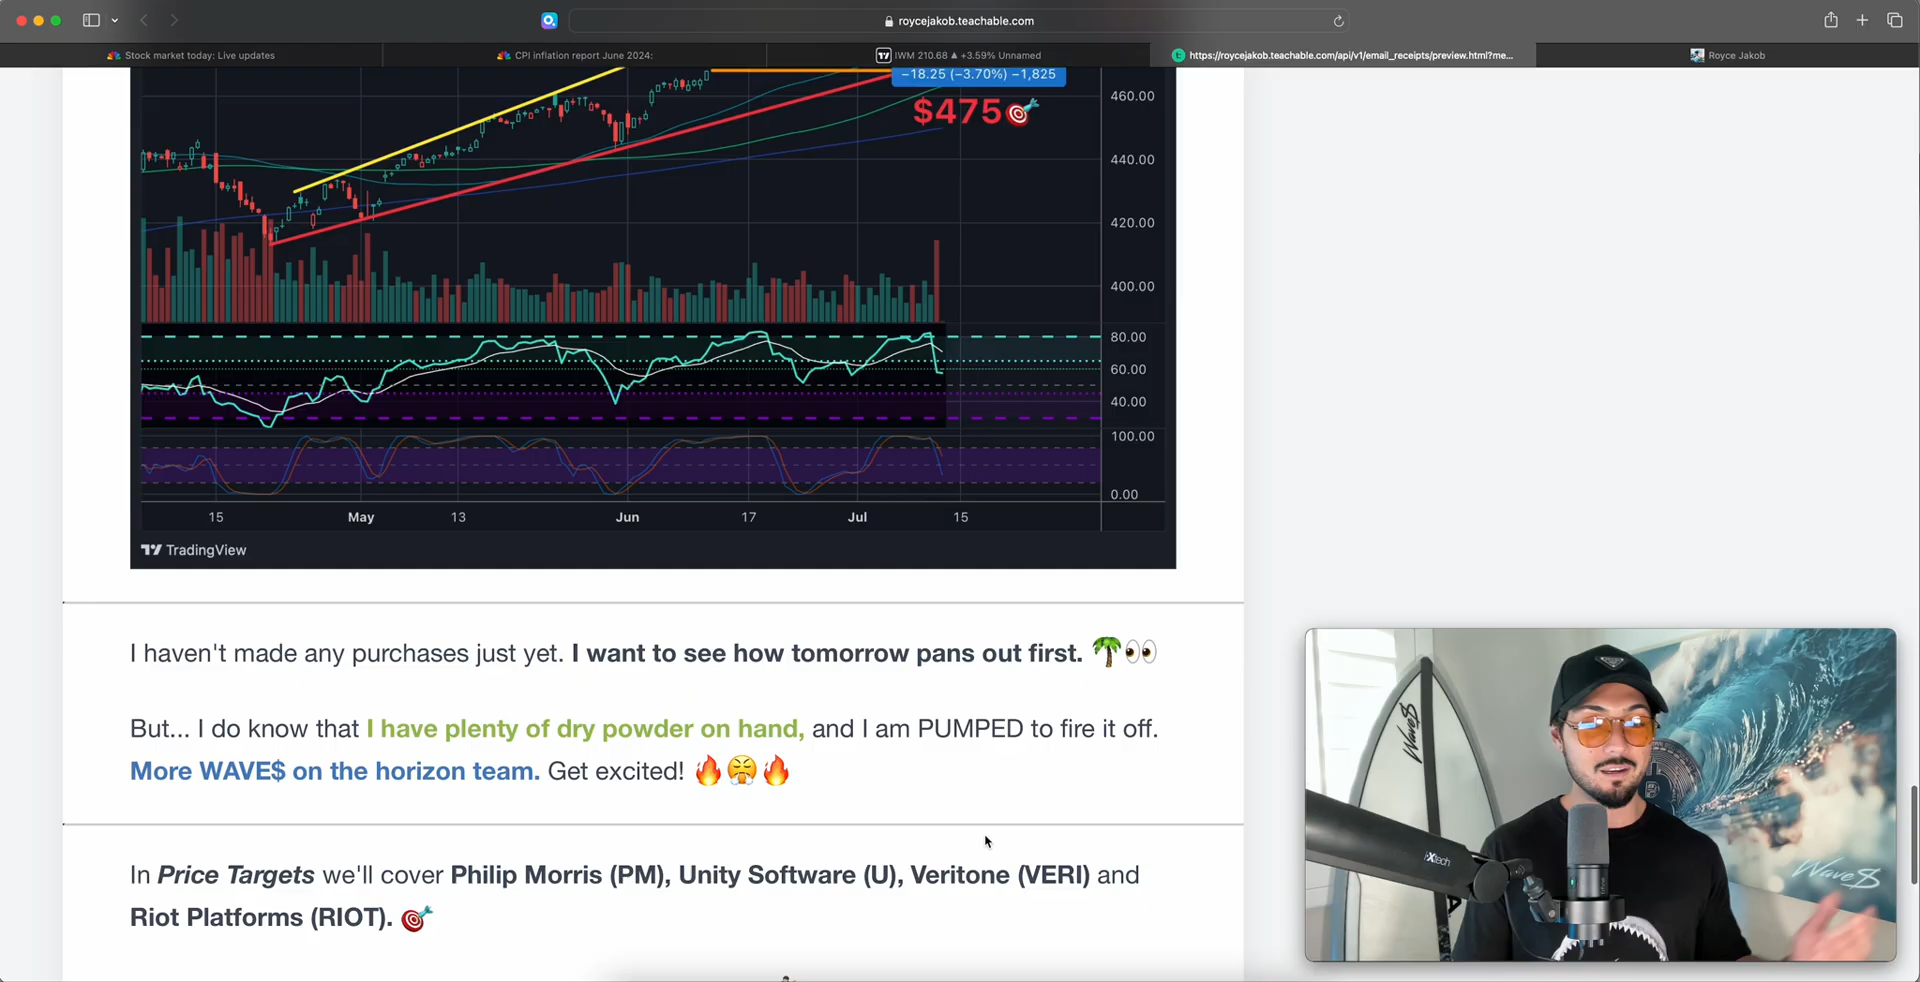 roycejakob.teachable.com
Stock market today: Live updates
CPI inflation report June 2024:
IWM 210.68 ▲ +3.59% Unnamed
https://roycejakob.teachable.com/api/v1/email_receipts/preview.html?me...
Royce Jakob
−18.25 (−3.70%) −1,825
$475
460.00
440.00
420.00
400.00
80.00
60.00
40.00
100.00
0.00
15 May 13 Jun 17 Jul 15
TradingView
I haven't made any purchases just yet. I want to see how tomorrow pans out first. 🌴👀
But... I do know that I have plenty of dry powder on hand, and I am PUMPED to fire it off.
More WAVE$ on the horizon team. Get excited! 🔥😤🔥
In Price Targets we'll cover Philip Morris (PM), Unity Software (U), Veritone (VERI) and
Riot Platforms (RIOT). 🎯
Wave$
Wave$